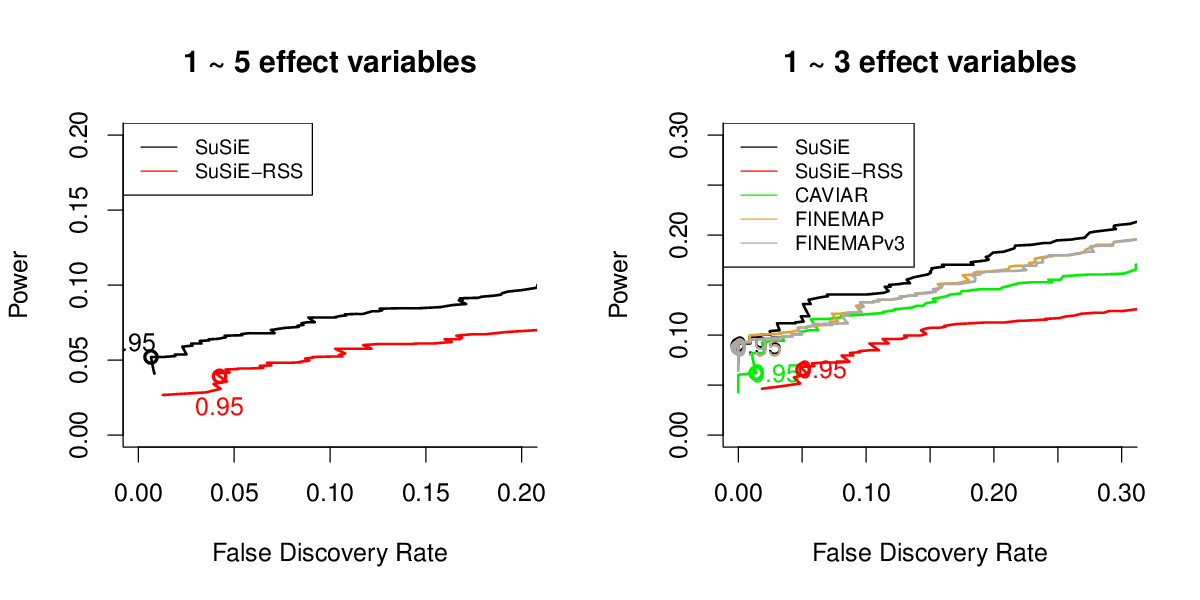 1 ~ 5 effect variables
Power
0.00 0.05 0.10 0.15 0.20
SuSiE
SuSiE−RSS
.95
0.95
0.00 0.05 0.10 0.15 0.20
False Discovery Rate
1 ~ 3 effect variables
Power
0.00 0.10 0.20 0.30
SuSiE
SuSiE−RSS
CAVIAR
FINEMAP
FINEMAPv3
0.95
0.95
0.95
0.00 0.10 0.20 0.30
False Discovery Rate